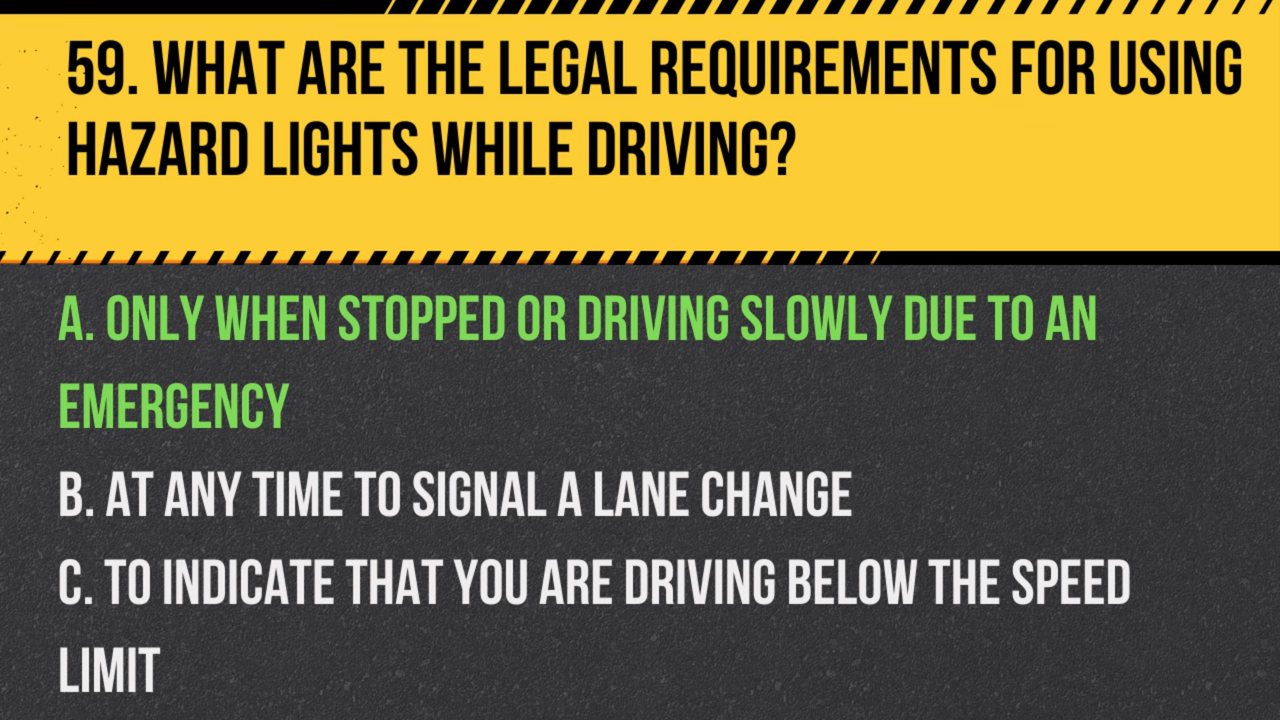 59. WHAT ARE THE LEGAL REQUIREMENTS FOR USING
HAZARD LIGHTS WHILE DRIVING?
A. ONLY WHEN STOPPED OR DRIVING SLOWLY DUE TO AN
EMERGENCY
B. AT ANY TIME TO SIGNAL A LANE CHANGE
C. TO INDICATE THAT YOU ARE DRIVING BELOW THE SPEED
LIMIT